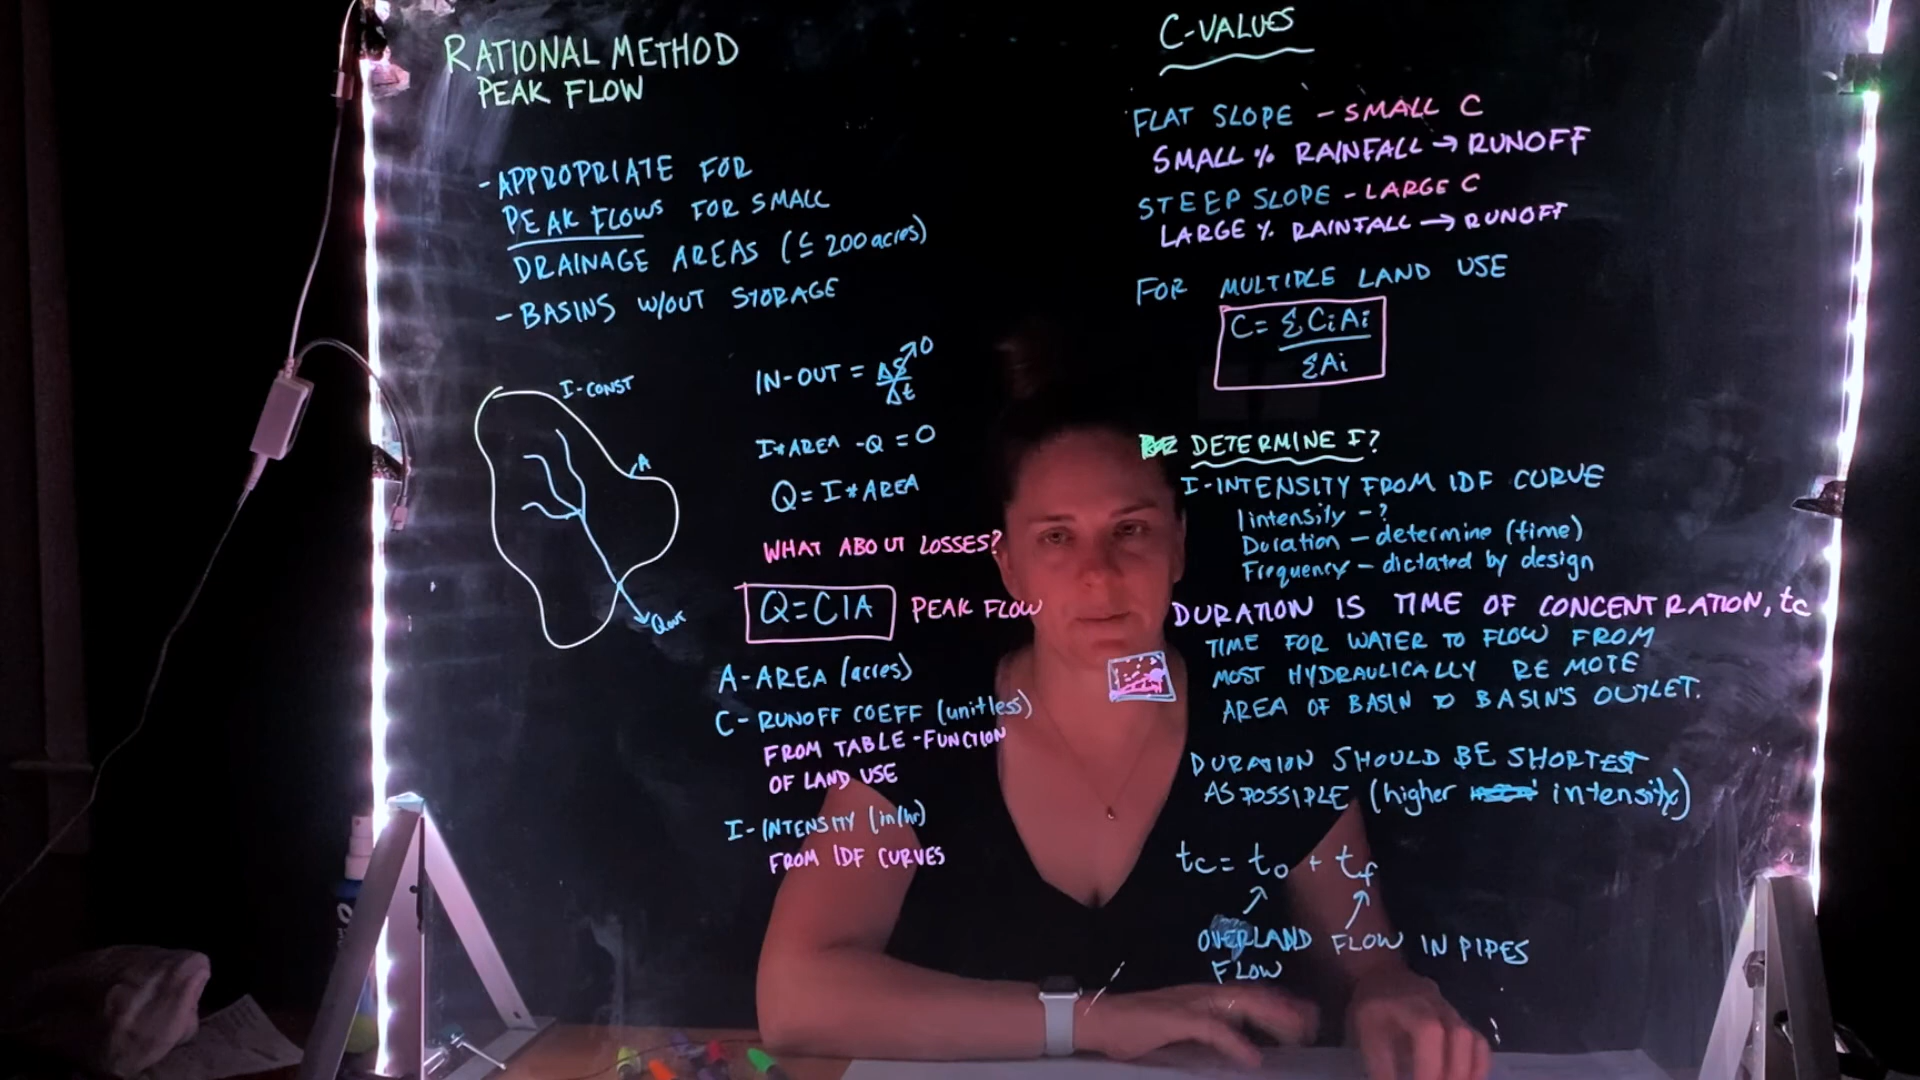 RATIONAL METHOD
PEAK FLOW
-APPROPRIATE FOR
PEAK FLOWS FOR SMALL
DRAINAGE AREAS (≤ 200 acres)
-BASINS W/OUT STORAGE
I-CONST
A
Qout
IN-OUT = ΔS/Δt → 0
I*AREA -Q = 0
Q=I*AREA
WHAT ABOUT LOSSES?
Q=CIA PEAK FLOW
A-AREA (acres)
C-RUNOFF COEFF (unitless)
FROM TABLE-FUNCTION
OF LAND USE
I-INTENSITY (in/hr)
FROM IDF CURVES
C-VALUES
FLAT SLOPE - SMALL C
SMALL % RAINFALL → RUNOFF
STEEP SLOPE - LARGE C
LARGE % RAINFALL → RUNOFF
FOR MULTIPLE LAND USE
C= ΣCiAi / ΣAi
DETERMINE I?
I-INTENSITY FROM IDF CURVE
Iintensity -?
Duration - determine (time)
Frequency - dictated by design
DURATION IS TIME OF CONCENTRATION, tc
TIME FOR WATER TO FLOW FROM
MOST HYDRAULICALLY REMOTE
AREA OF BASIN TO BASIN'S OUTLET.
DURATION SHOULD BE SHORTEST
AS POSSIPLE (higher intensity)
tc= to + tf
OVERLAND FLOW IN PIPES
FLOW